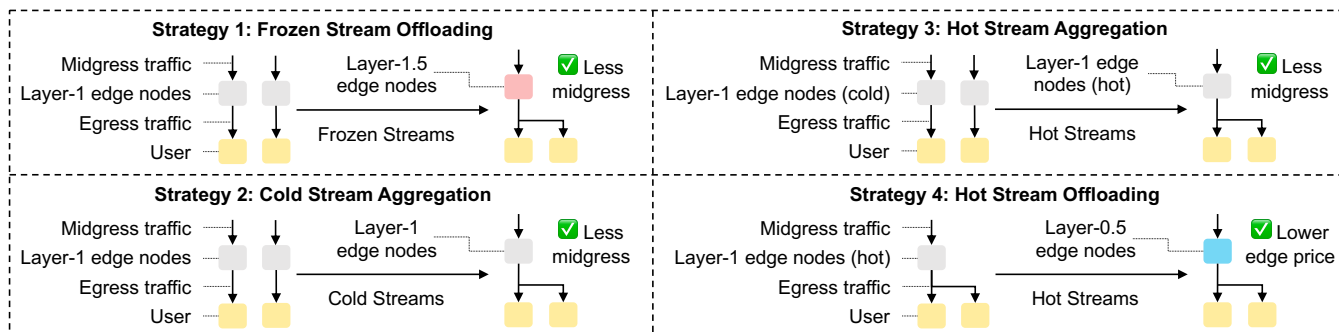 Strategy 1: Frozen Stream Offloading
Midgress traffic
Layer-1 edge nodes
Egress traffic
User
Layer-1.5
edge nodes
Frozen Streams
✅ Less
midgress
Strategy 3: Hot Stream Aggregation
Midgress traffic
Layer-1 edge nodes (cold)
Egress traffic
User
Layer-1 edge
nodes (hot)
Hot Streams
✅ Less
midgress
Strategy 2: Cold Stream Aggregation
Midgress traffic
Layer-1 edge nodes
Egress traffic
User
Layer-1
edge nodes
Cold Streams
✅ Less
midgress
Strategy 4: Hot Stream Offloading
Midgress traffic
Layer-1 edge nodes (hot)
Egress traffic
User
Layer-0.5
edge nodes
Hot Streams
✅ Lower
edge price